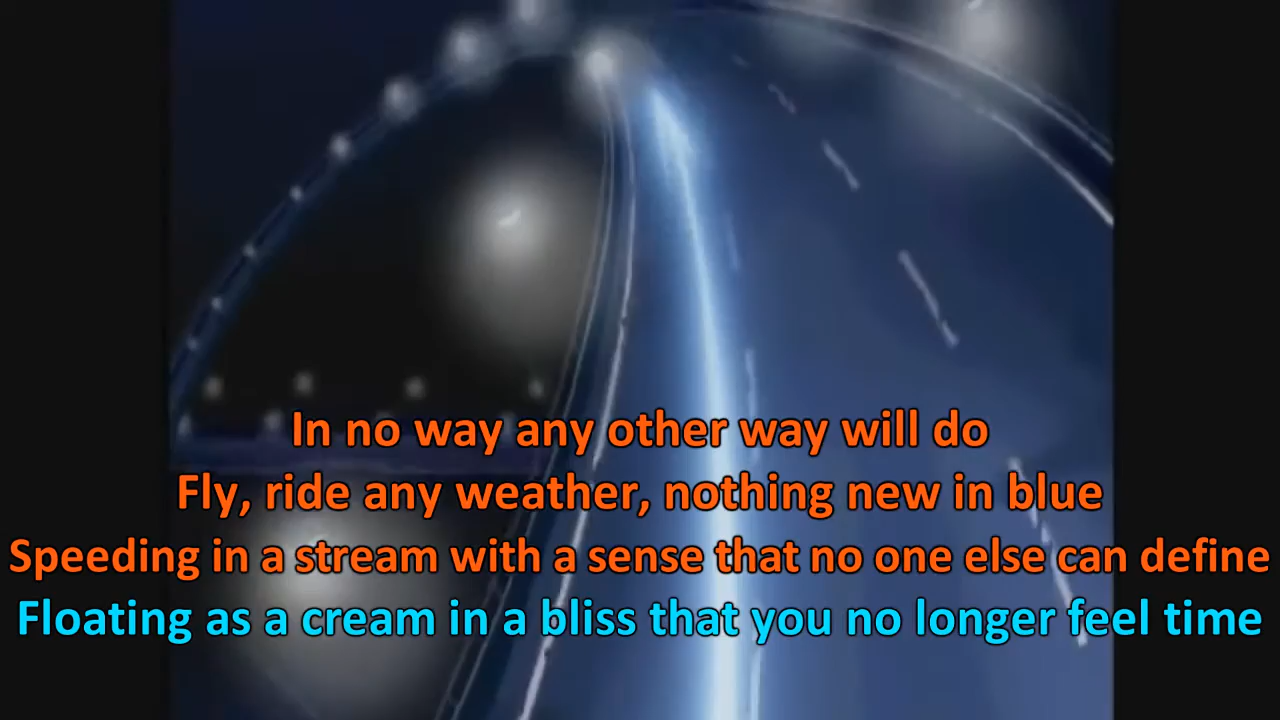 In no way any other way will do
Fly, ride any weather, nothing new in blue
Speeding in a stream with a sense that no one else can define
Floating as a cream in a bliss that you no longer feel time